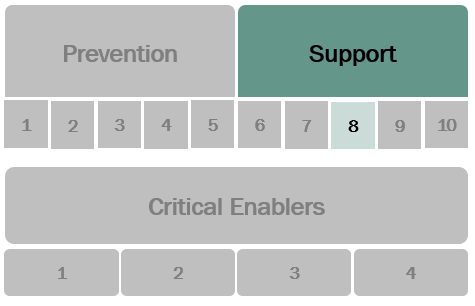 Prevention Support
1 2 3 4 5 6 7 8 9 10
Critical Enablers
1 2 3 4